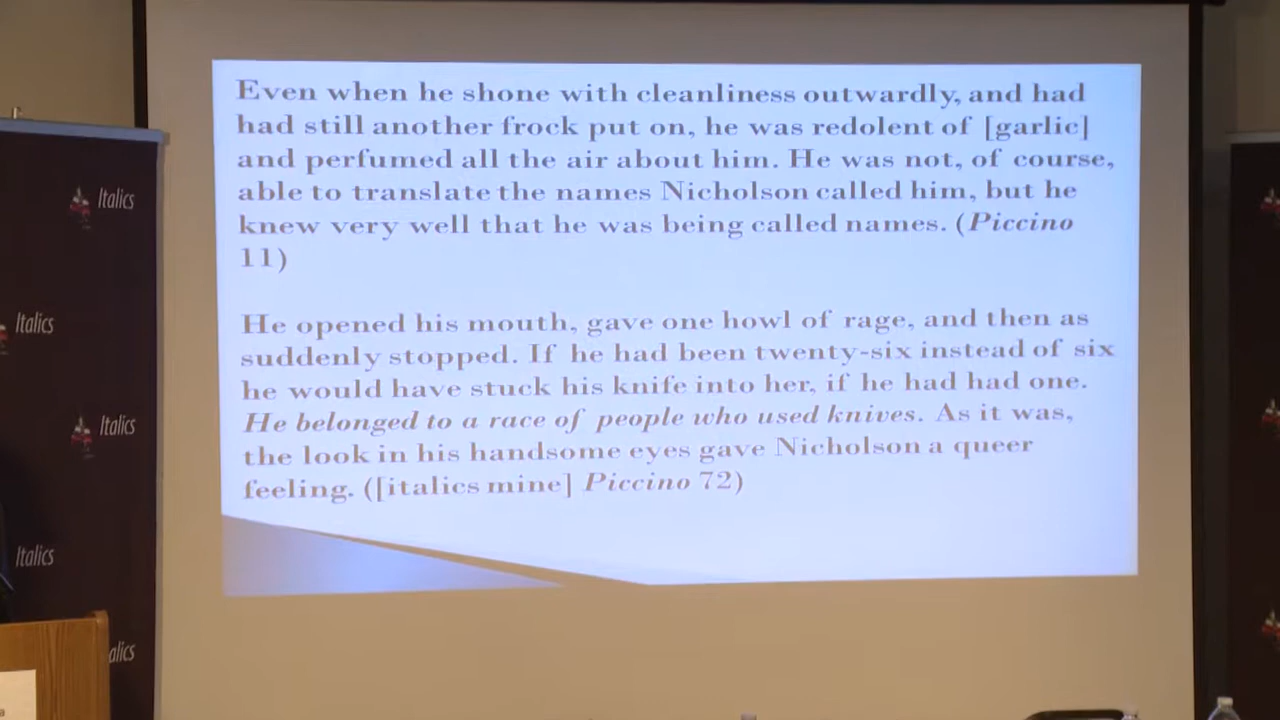 Even when he shone with cleanliness outwardly, and had
had still another frock put on, he was redolent of [garlic]
and perfumed all the air about him. He was not, of course,
able to translate the names Nicholson called him, but he
knew very well that he was being called names. (Piccino
11)
He opened his mouth, gave one howl of rage, and then as
suddenly stopped. If he had been twenty-six instead of six
he would have stuck his knife into her, if he had had one.
He belonged to a race of people who used knives. As it was,
the look in his handsome eyes gave Nicholson a queer
feeling. ([italics mine] Piccino 72)
Italics
Italics
Italics
Italics
alics